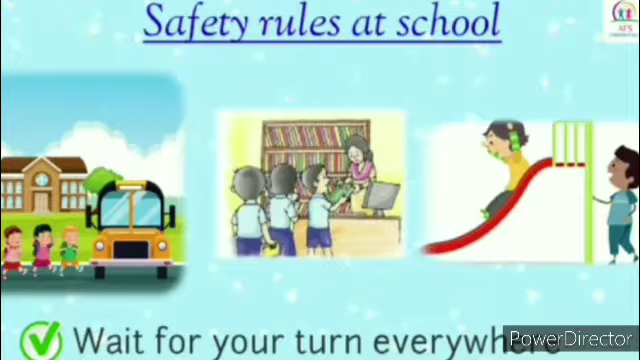 Safety rules at school
Wait for your turn everywhere
PowerDirector